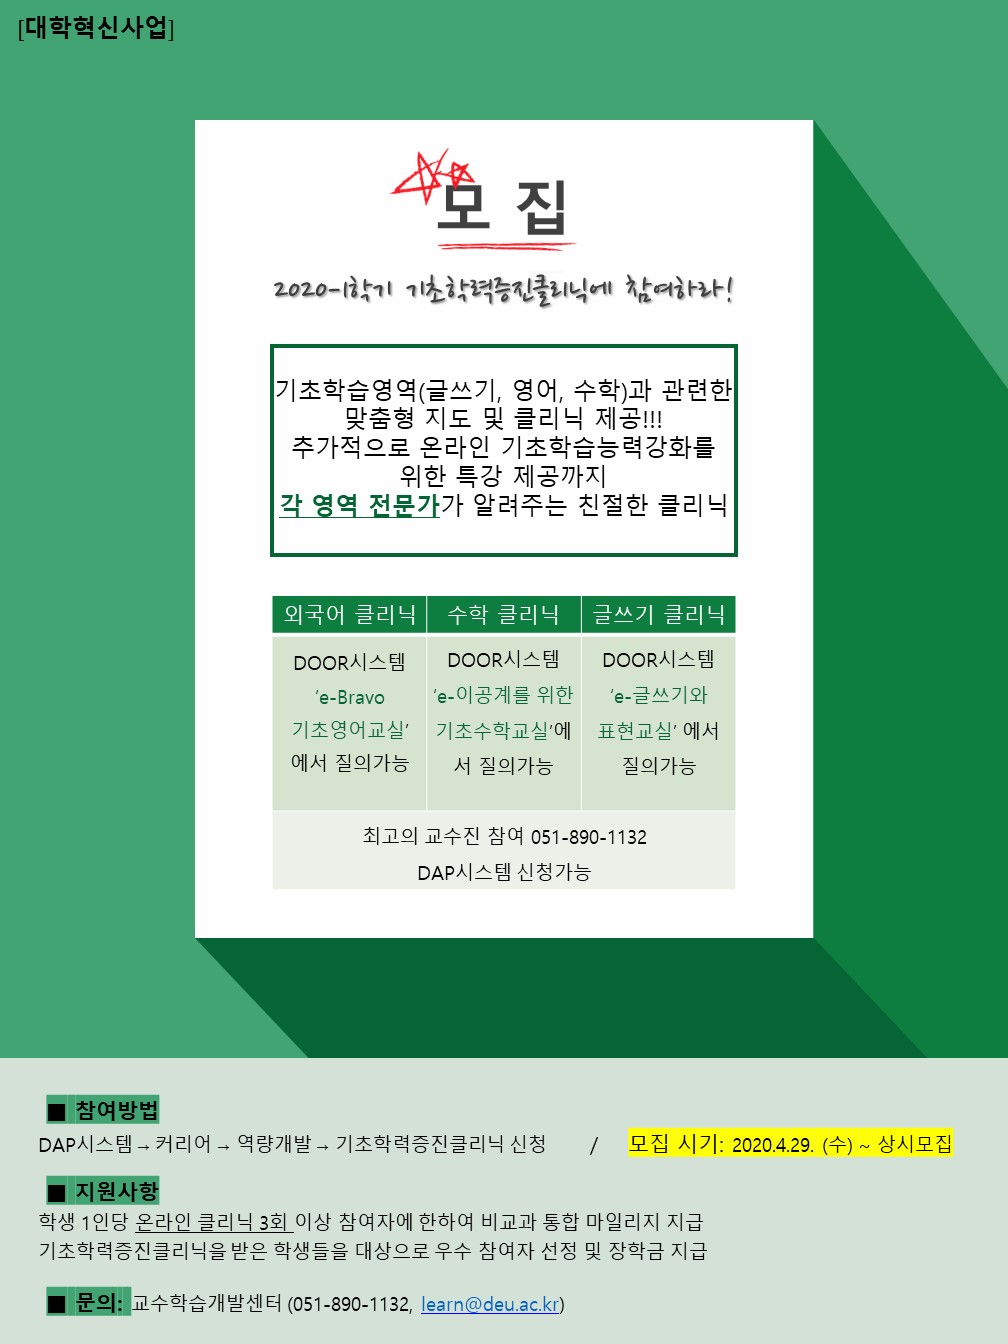 [대학혁신사업]
모 집
2020-1학기 기초학력증진클리닉에 참여하라!
기초학습영역(글쓰기, 영어, 수학)과 관련한
맞춤형 지도 및 클리닉 제공!!!
추가적으로 온라인 기초학습능력강화를
위한 특강 제공까지
각 영역 전문가가 알려주는 친절한 클리닉
외국어 클리닉
DOOR시스템
‘e-Bravo
기초영어교실’
에서 질의가능
수학 클리닉
DOOR시스템
‘e-이공계를 위한
기초수학교실’에
서 질의가능
글쓰기 클리닉
DOOR시스템
‘e-글쓰기와
표현교실’ 에서
질의가능
최고의 교수진 참여 051-890-1132
DAP시스템 신청가능
■ 참여방법
DAP시스템→커리어→ 역량개발→ 기초학력증진클리닉 신청 / 모집 시기: 2020.4.29. (수) ~ 상시모집
■ 지원사항
학생 1인당 온라인 클리닉 3회 이상 참여자에 한하여 비교과 통합 마일리지 지급
기초학력증진클리닉을 받은 학생들을 대상으로 우수 참여자 선정 및 장학금 지급
■ 문의: 교수학습개발센터 (051-890-1132, learn@deu.ac.kr)